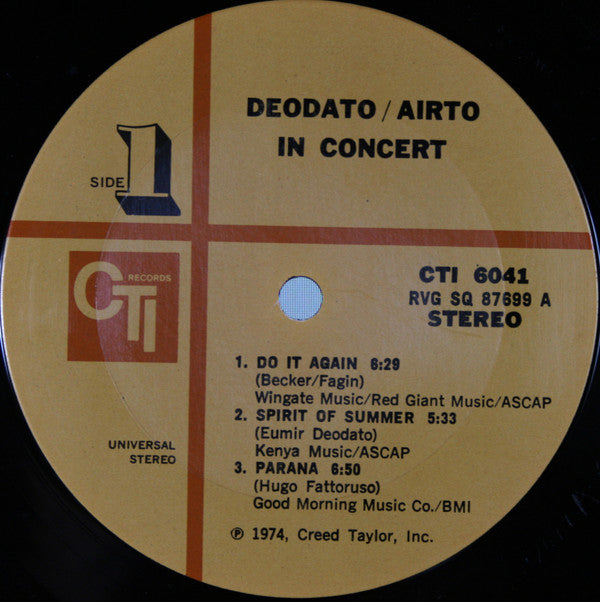 DEODATO / AIRTO
IN CONCERT
SIDE 1
CTI RECORDS
CTI 6041
RVG SQ 87699 A
STEREO
1. DO IT AGAIN 6:29
(Becker/Fagin)
Wingate Music/Red Giant Music/ASCAP
2. SPIRIT OF SUMMER 5:33
(Eumir Deodato)
Kenya Music/ASCAP
3. PARANA 6:50
(Hugo Fattoruso)
Good Morning Music Co./BMI
UNIVERSAL
STEREO
℗ 1974, Creed Taylor, Inc.